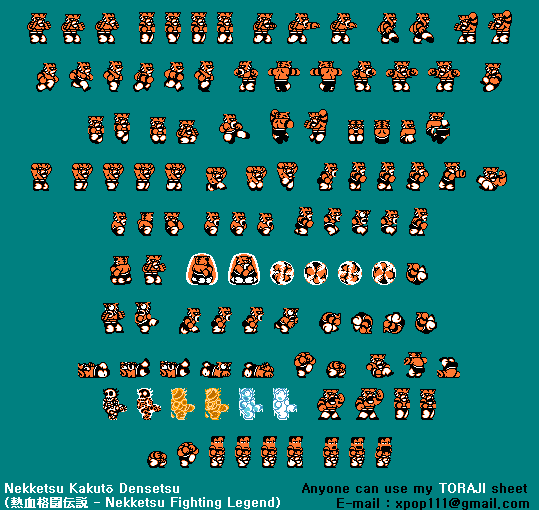 Nekketsu Kakutō Densetsu
(熱血格闘伝説 - Nekketsu Fighting Legend)
Anyone can use my TORAJI sheet
E-mail : xpop111@gmail.com